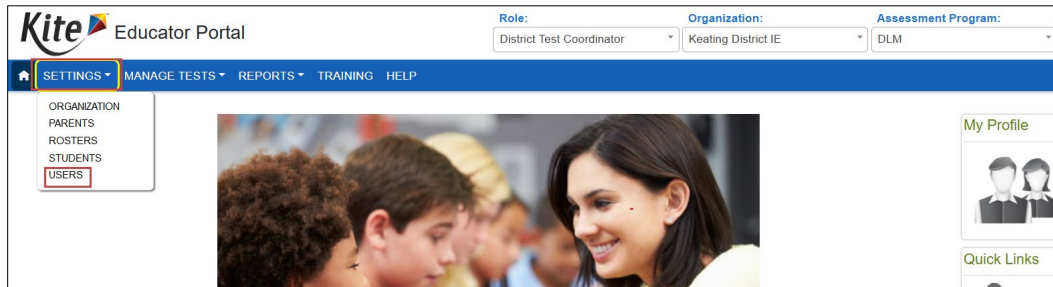 Role:
Organization:
Assessment Program:
Kite Educator Portal
District Test Coordinator
Keating District IE
DLM
SETTINGS MANAGE TESTS REPORTS TRAINING HELP
ORGANIZATION
PARENTS
ROSTERS
STUDENTS
USERS
My Profile
Quick Links